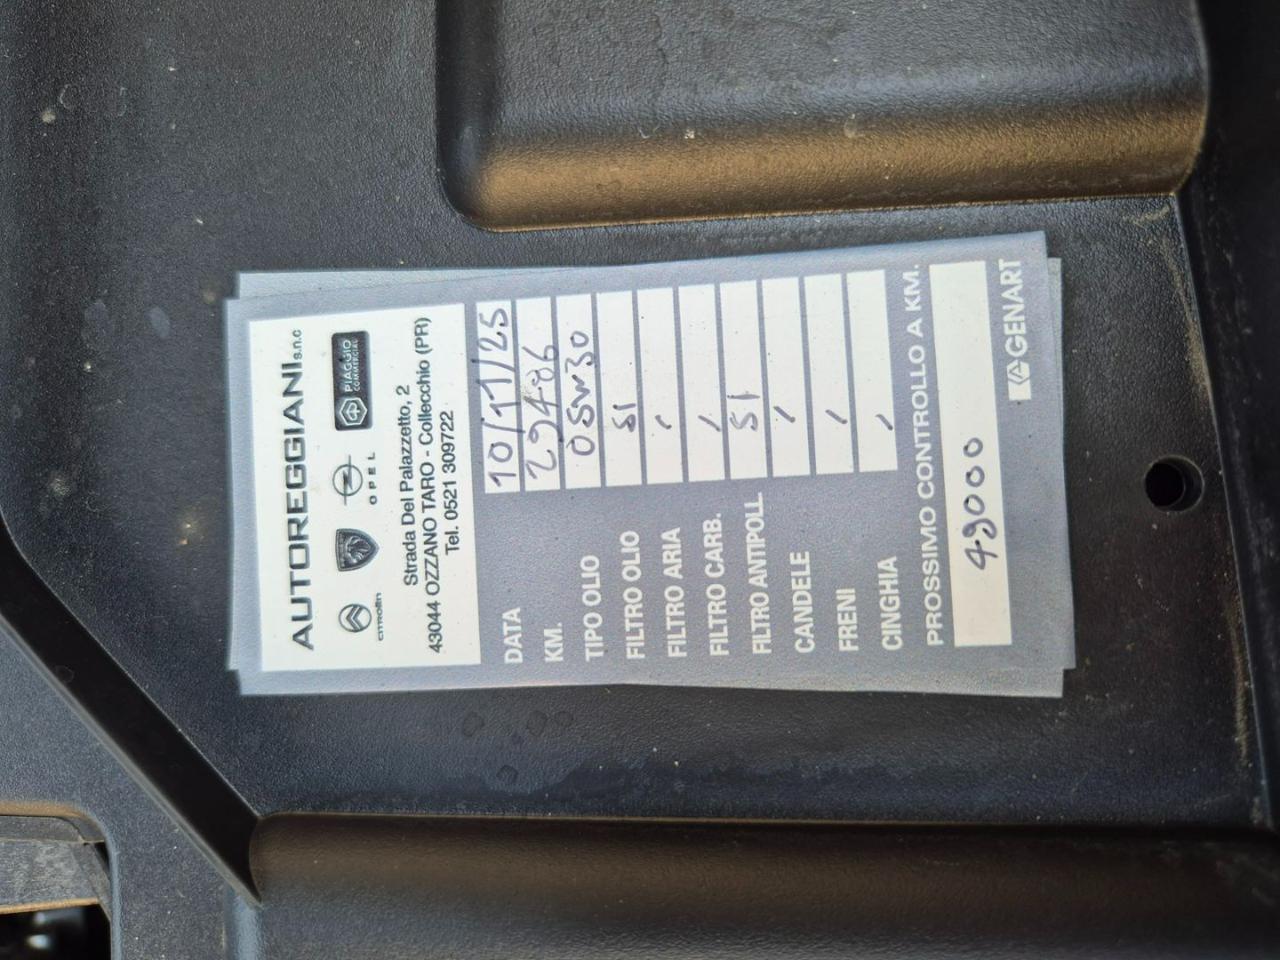 AUTOREGGIANI s.n.c
CITROËN
OPEL
PIAGGIO
COMMERCIAL
Strada Del Palazzetto, 2
43044 OZZANO TARO - Collecchio (PR)
Tel. 0521 309722
DATA 10/11/25
KM. 29486
TIPO OLIO 05W30
FILTRO OLIO SI
FILTRO ARIA /
FILTRO CARB. /
FILTRO ANTIPOLL SI
CANDELE /
FRENI /
CINGHIA /
PROSSIMO CONTROLLO A KM.
49000
GENIART